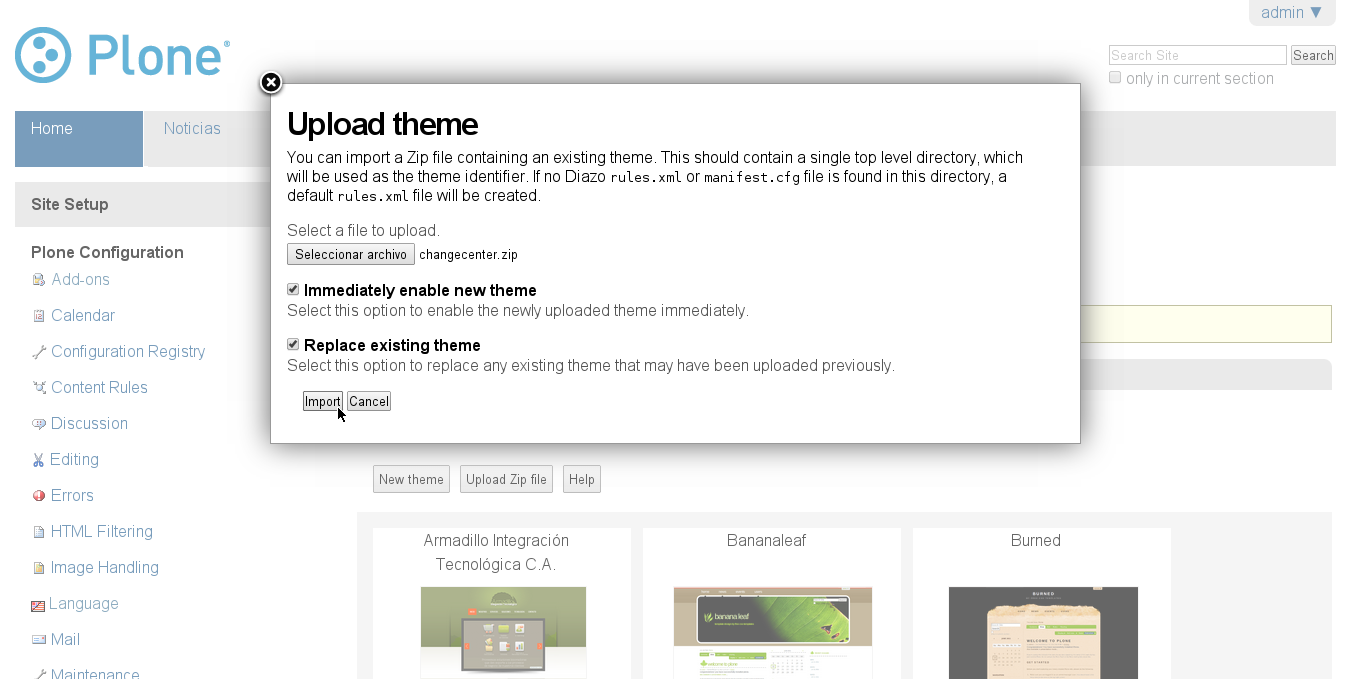 admin ▼
Plone®
Search Site
Search
only in current section
Home
Noticias
Upload theme
You can import a Zip file containing an existing theme. This should contain a single top level directory, which
will be used as the theme identifier. If no Diazo rules.xml or manifest.cfg file is found in this directory, a
default rules.xml file will be created.
Select a file to upload.
Seleccionar archivo changecenter.zip
Immediately enable new theme
Select this option to enable the newly uploaded theme immediately.
Replace existing theme
Select this option to replace any existing theme that may have been uploaded previously.
Import Cancel
Site Setup
Plone Configuration
Add-ons
Calendar
Configuration Registry
Content Rules
Discussion
Editing
Errors
HTML Filtering
Image Handling
Language
Mail
Maintenance
New theme
Upload Zip file
Help
Armadillo Integración
Tecnológica C.A.
Bananaleaf
banana leaf
Burned
BURNED
WELCOME TO PLONE